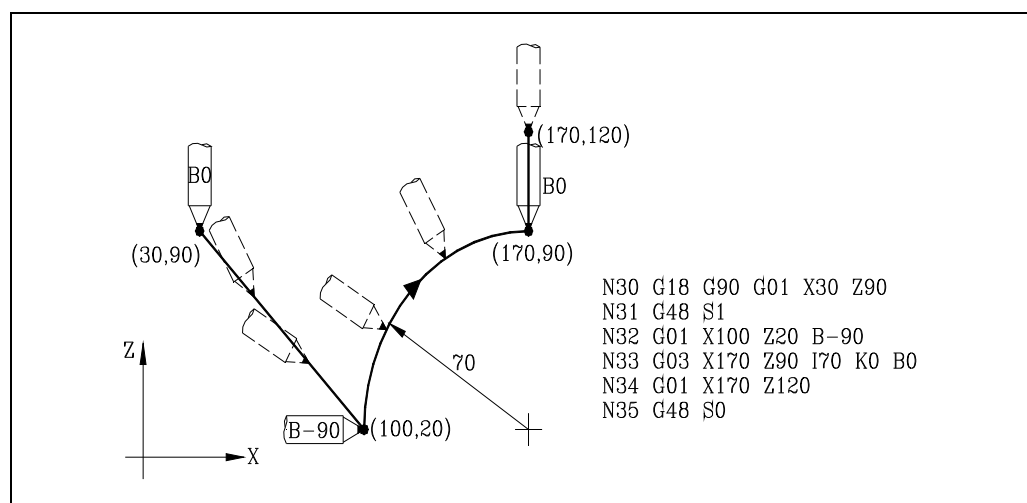 (170,120)
B0
B0
(30,90)
(170,90)
N30 G18 G90 G01 X30 Z90
N31 G48 S1
N32 G01 X100 Z20 B-90
N33 G03 X170 Z90 I70 K0 B0
N34 G01 X170 Z120
N35 G48 S0
Z
70
B-90
(100,20)
X